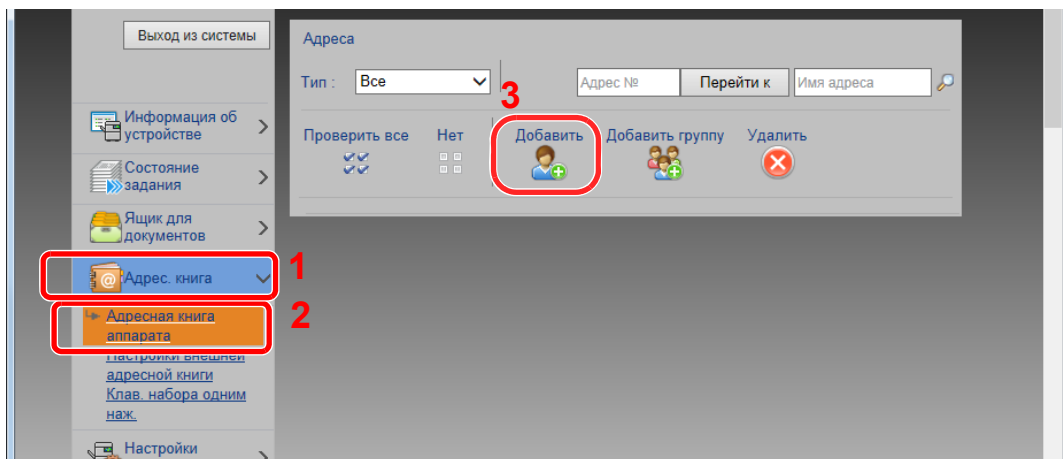 Выход из системы
Информация об
устройстве
Состояние
задания
Ящик для
документов
Адрес. книга
1
Адресная книга
аппарата
2
Настройки внешней
адресной книги
Клав. набора одним
наж.
Настройки
Адреса
Тип :
Все
3
Адрес №
Перейти к
Имя адреса
Проверить все
Нет
Добавить
Добавить группу
Удалить